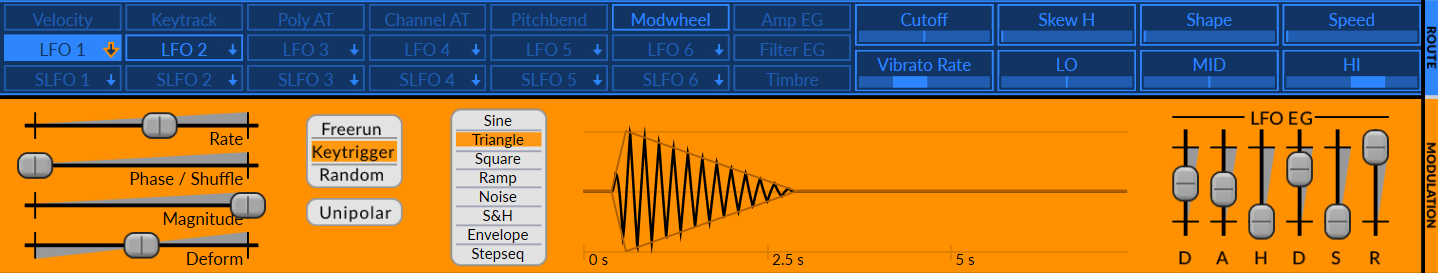 Velocity Keytrack Poly AT Channel AT Pitchbend Modwheel Amp EG Cutoff Skew H Shape Speed
LFO 1 LFO 2 LFO 3 LFO 4 LFO 5 LFO 6 Filter EG
SLFO 1 SLFO 2 SLFO 3 SLFO 4 SLFO 5 SLFO 6 Timbre Vibrato Rate LO MID HI
ROUTE
Rate
Phase / Shuffle
Magnitude
Deform
Freerun
Keytrigger
Random
Unipolar
Sine
Triangle
Square
Ramp
Noise
S&H
Envelope
Stepseq
0 s 2.5 s 5 s
LFO EG
D A H D S R
MODULATION